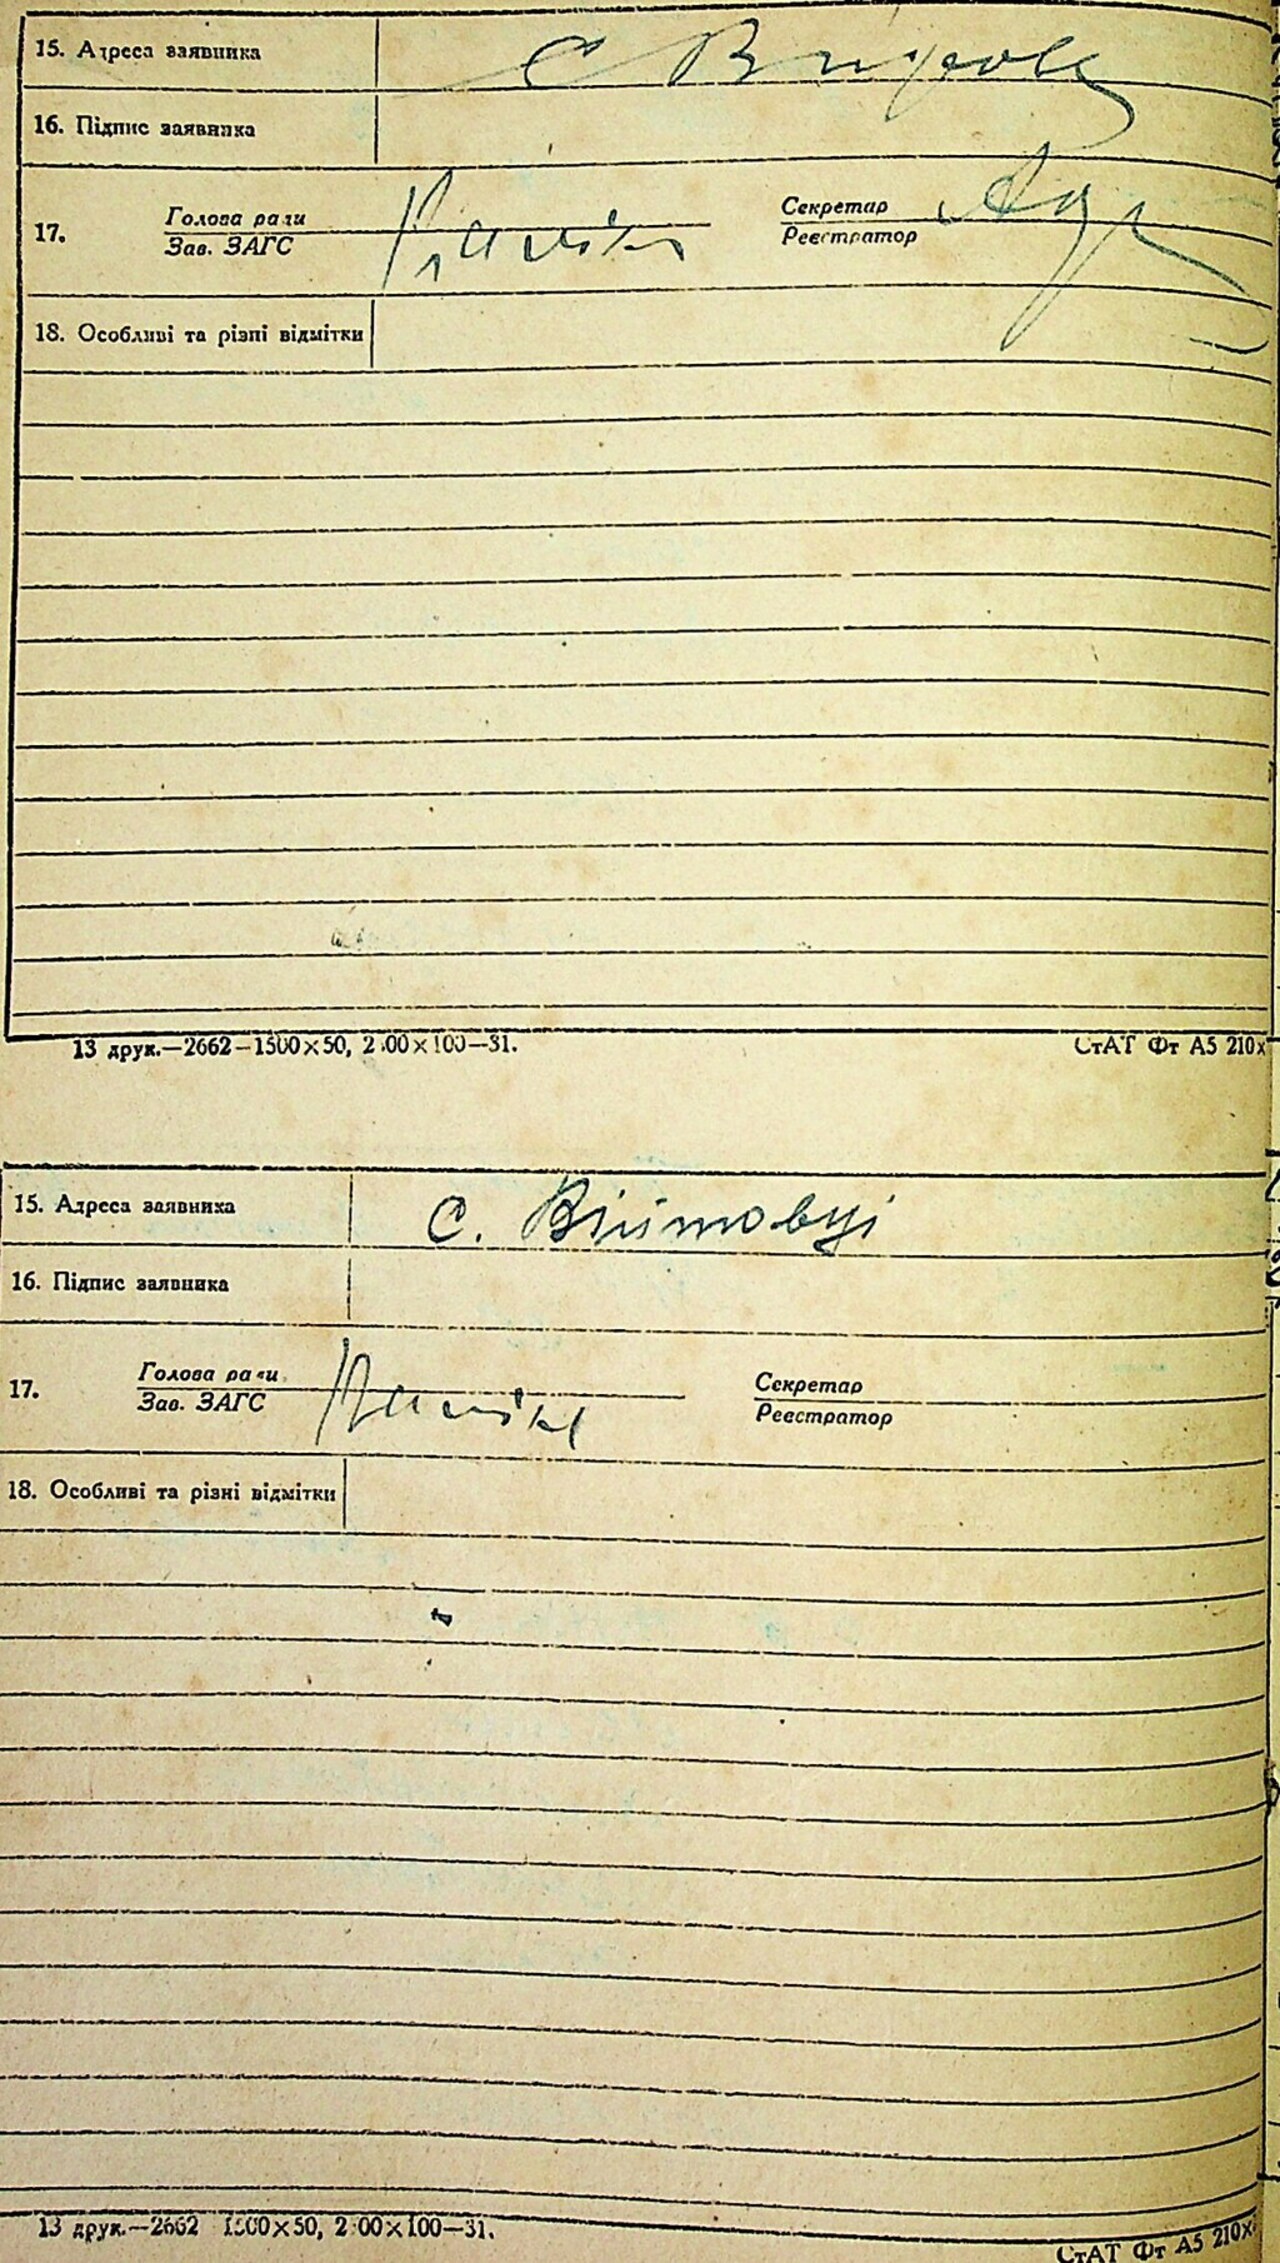 15. Адреса заявника С
16. Підпис заявника
17. Голова ради Секретар
Зав. ЗАГС Реєстратор
18. Особливі та різні відмітки
13 друк.—2662—1500×50, 2 00×100—31. СтАТ Фт А5 210×
15. Адреса заявника с. Війтовці
16. Підпис заявника
17. Голова ради Секретар
Зав. ЗАГС Реєстратор
18. Особливі та різні відмітки
13 друк.—2662 1500×50, 2 00×100—31. СтАТ Фт А5 210×